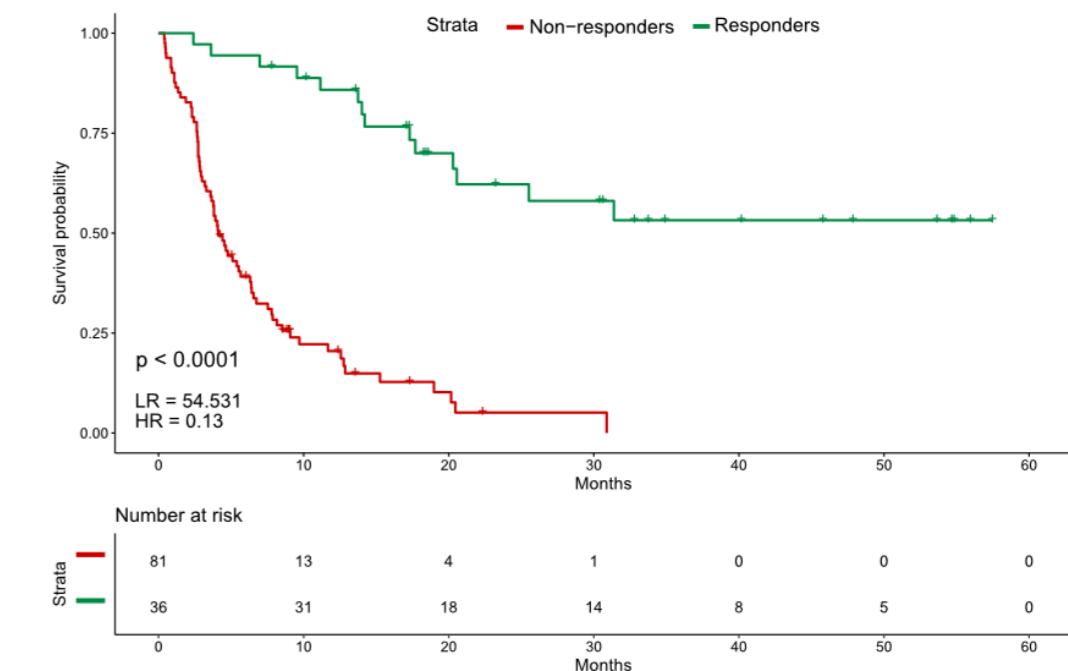 Strata Non−responders Responders
1.00
0.75
0.50
0.25
0.00
Survival probability
p < 0.0001
LR = 54.531
HR = 0.13
0 10 20 30 40 50 60
Months
Number at risk
Strata
81 13 4 1 0 0 0
36 31 18 14 8 5 0
0 10 20 30 40 50 60
Months